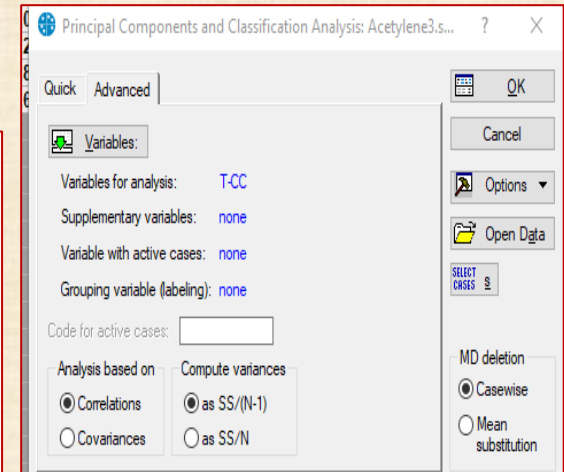 Principal Components and Classification Analysis: Acetylene3.s... ? X
Quick Advanced
Variables:
Variables for analysis: T-CC
Supplementary variables: none
Variable with active cases: none
Grouping variable (labeling): none
Code for active cases:
Analysis based on
Correlations
Covariances
Compute variances
as SS/(N-1)
as SS/N
OK
Cancel
Options
Open Data
SELECT
CASES S
MD deletion
Casewise
Mean
substitution